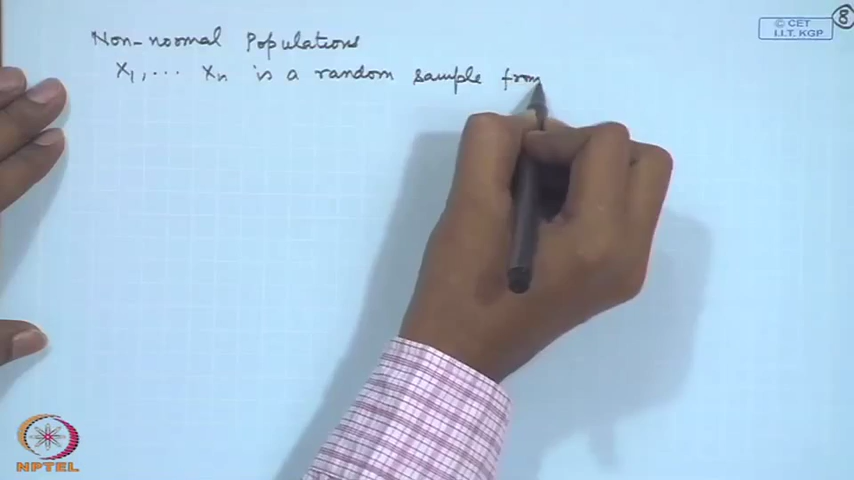 © CET
I.I.T. KGP
8
Non-normal Populations
X1, ... Xn is a random sample from
NPTEL